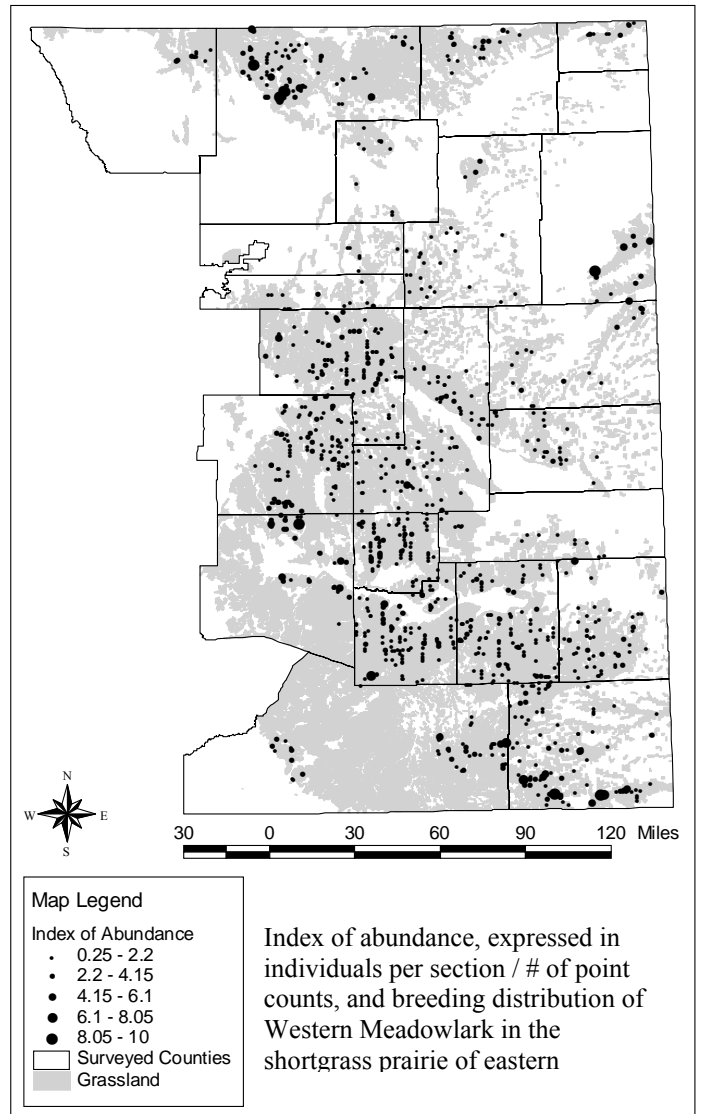 N
W E
S
30 0 30 60 90 120 Miles
Map Legend
Index of Abundance
0.25 - 2.2
2.2 - 4.15
4.15 - 6.1
6.1 - 8.05
8.05 - 10
Surveyed Counties
Grassland
Index of abundance, expressed in
individuals per section / # of point
counts, and breeding distribution of
Western Meadowlark in the
shortgrass prairie of eastern